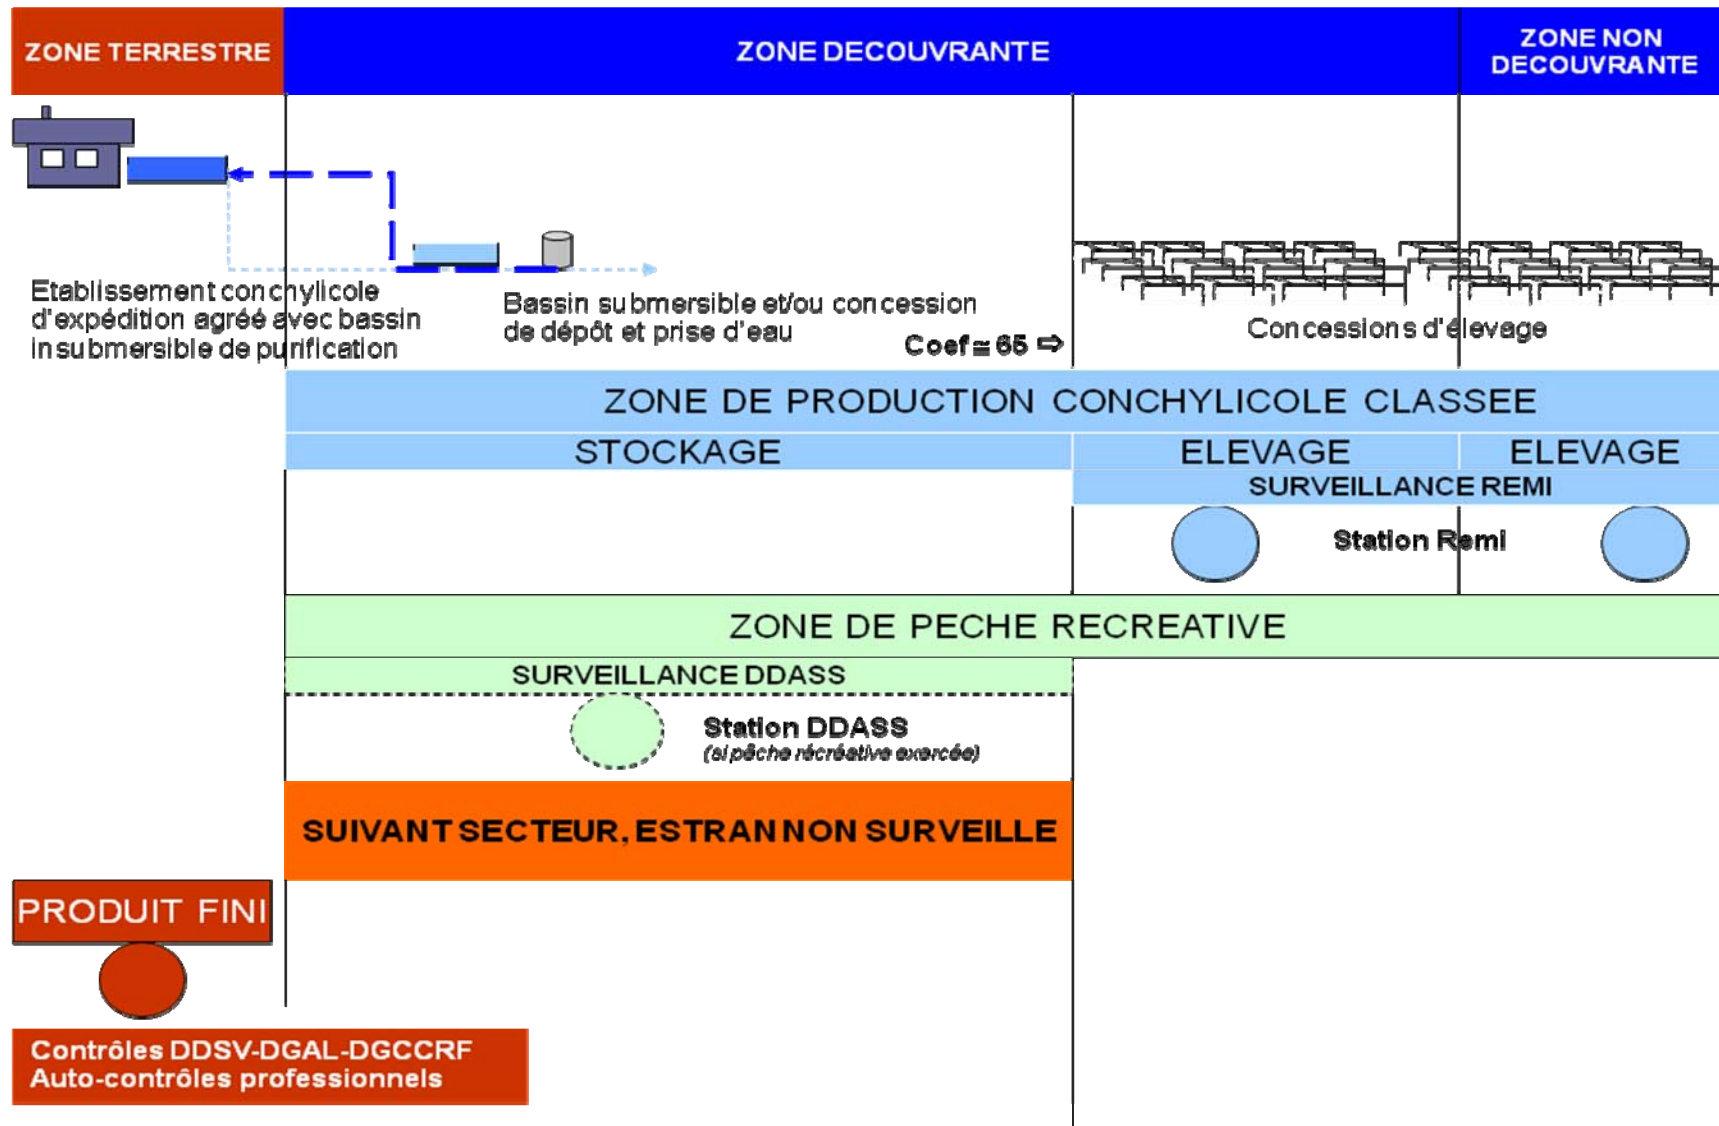 ZONE TERRESTRE
ZONE DECOUVRANTE
ZONE NON
DECOUVRANTE
Etablissement conchylicole
d'expédition agréé avec bassin
insubmersible de purification
Bassin submersible et/ou concession
de dépôt et prise d'eau
Coef ≅ 65 ⇨
Concessions d'élevage
ZONE DE PRODUCTION CONCHYLICOLE CLASSEE
STOCKAGE
ELEVAGE
ELEVAGE
SURVEILLANCE REMI
Station Remi
ZONE DE PECHE RECREATIVE
SURVEILLANCE DDASS
Station DDASS
(si pêche récréative exercée)
SUIVANT SECTEUR, ESTRAN NON SURVEILLE
PRODUIT FINI
Contrôles DDSV-DGAL-DGCCRF
Auto-contrôles professionnels